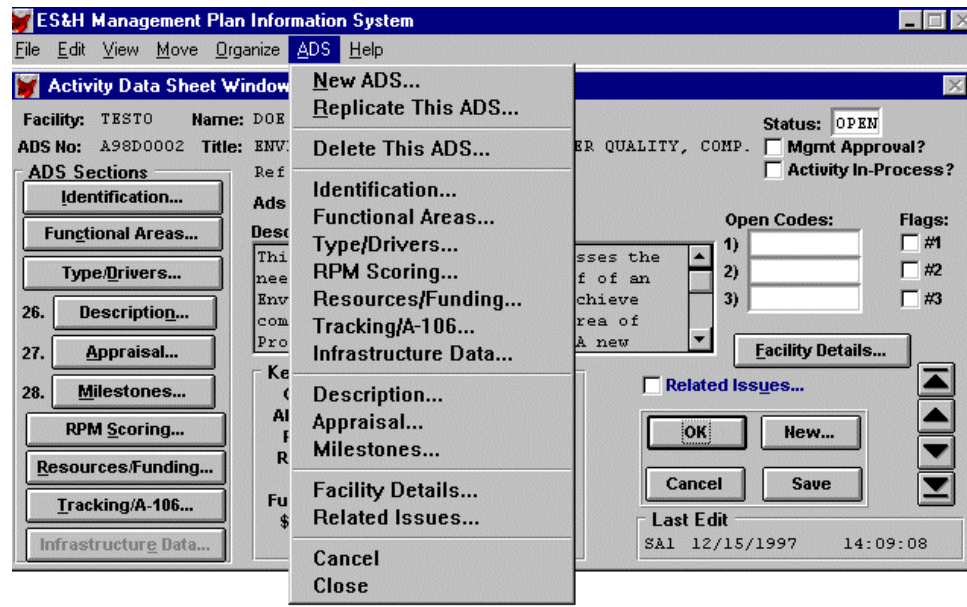 ES&H Management Plan Information System
File Edit View Move Organize ADS Help
Activity Data Sheet Window
New ADS...
Replicate This ADS...
Delete This ADS...
Identification...
Functional Areas...
Type/Drivers...
RPM Scoring...
Resources/Funding...
Tracking/A-106...
Infrastructure Data...
Description...
Appraisal...
Milestones...
Facility Details...
Related Issues...
Cancel
Close
Facility: TEST0 Name: DOE
Status: OPEN
ADS No: A98D0002 Title: ENV ER QUALITY, COMP.
Mgmt Approval?
Activity In-Process?
ADS Sections
Ref
Identification...
Ads
Functional Areas...
Desc
Type/Drivers...
26. Description...
27. Appraisal...
28. Milestones...
RPM Scoring...
Resources/Funding...
Tracking/A-106...
Infrastructure Data...
Thi sses the
nee f of an
Env chieve
com rea of
Pro A new
Ke
Al
R
Fu
$
Open Codes: Flags:
1) #1
2) #2
3) #3
Facility Details...
Related Issues...
OK New...
Cancel Save
Last Edit
SA1 12/15/1997 14:09:08